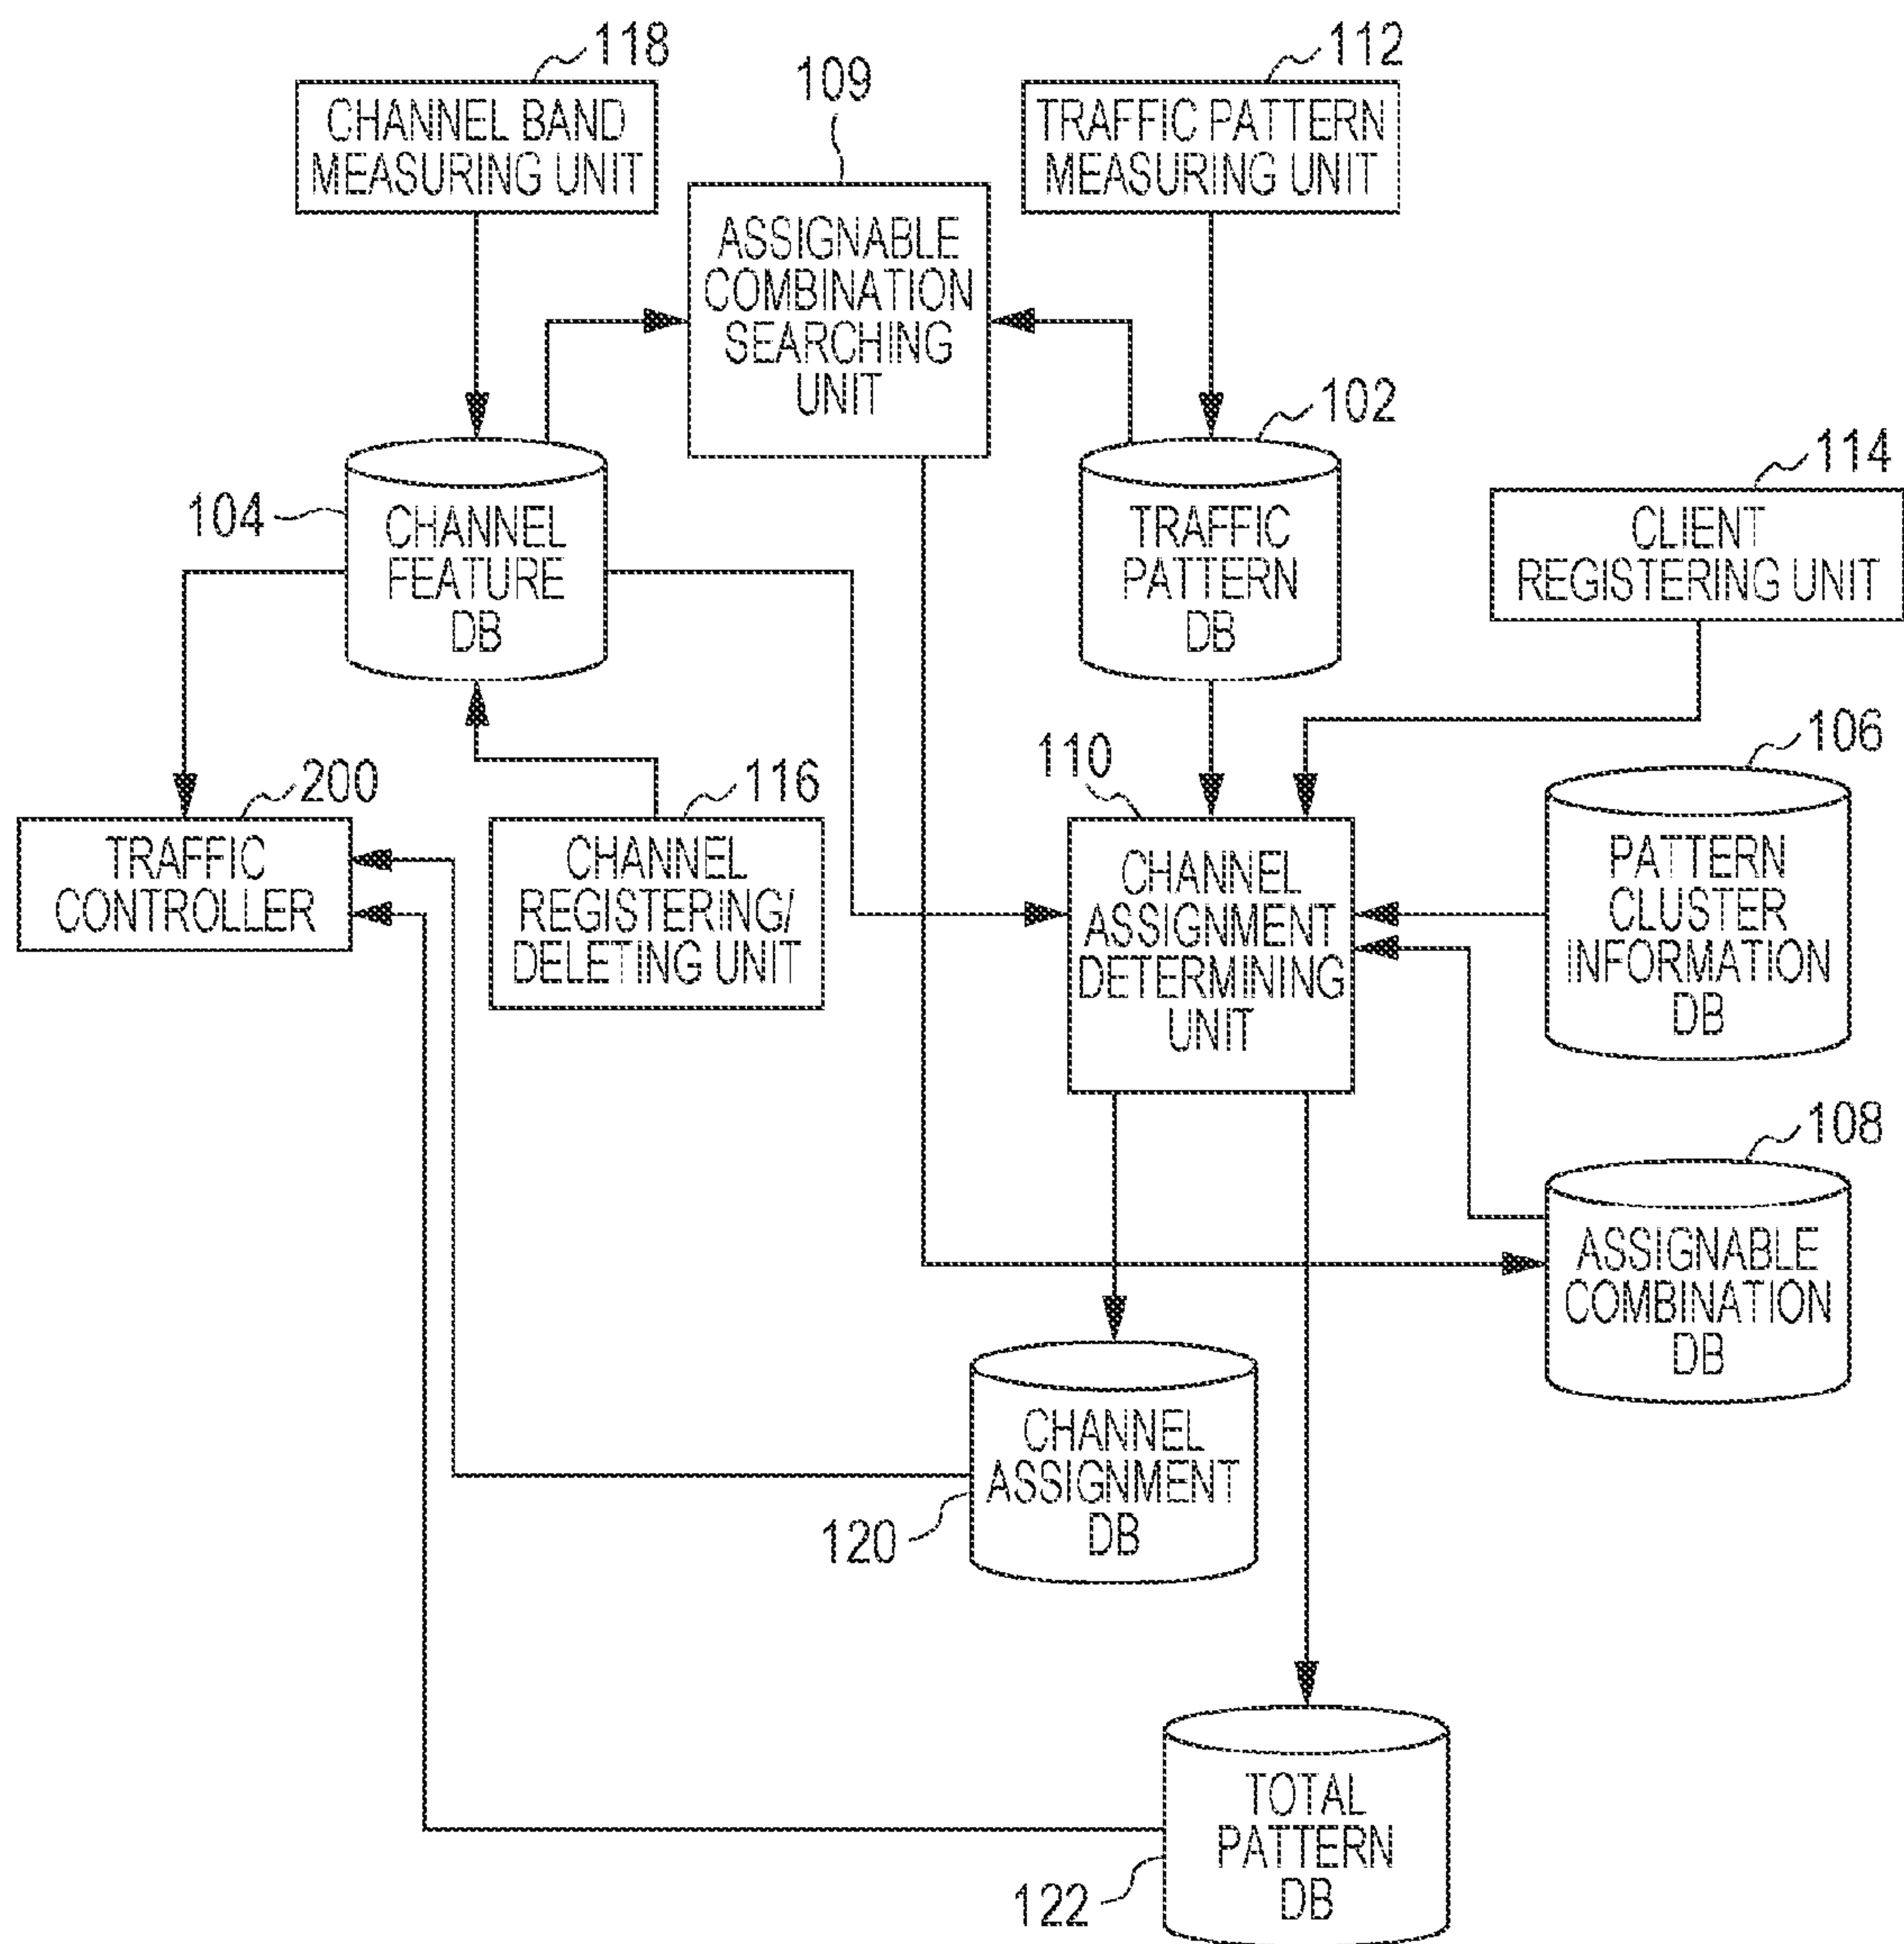 118
CHANNEL BAND
MEASURING UNIT
109
ASSIGNABLE
COMBINATION
SEARCHING
UNIT
112
TRAFFIC PATTERN
MEASURING UNIT
104
CHANNEL
FEATURE
DB
102
TRAFFIC
PATTERN
DB
114
CLIENT
REGISTERING UNIT
200
TRAFFIC
CONTROLLER
116
CHANNEL
REGISTERING/
DELETING UNIT
110
CHANNEL
ASSIGNMENT
DETERMINING
UNIT
106
PATTERN
CLUSTER
INFORMATION
DB
108
ASSIGNABLE
COMBINATION
DB
CHANNEL
ASSIGNMENT
DB
120
TOTAL
PATTERN
DB
122